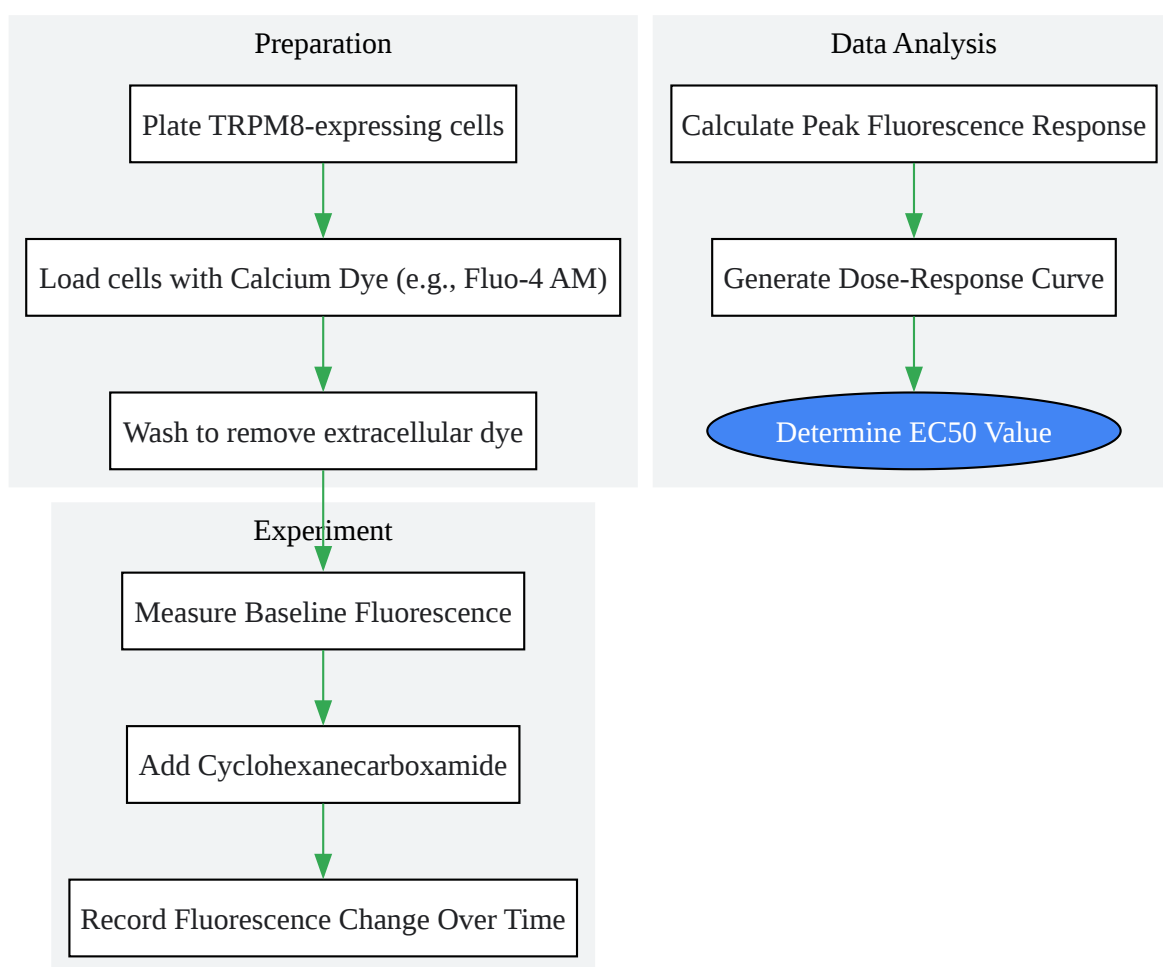 Preparation
Plate TRPM8-expressing cells
Load cells with Calcium Dye (e.g., Fluo-4 AM)
Wash to remove extracellular dye
Experiment
Measure Baseline Fluorescence
Add Cyclohexanecarboxamide
Record Fluorescence Change Over Time
Data Analysis
Calculate Peak Fluorescence Response
Generate Dose-Response Curve
Determine EC50 Value